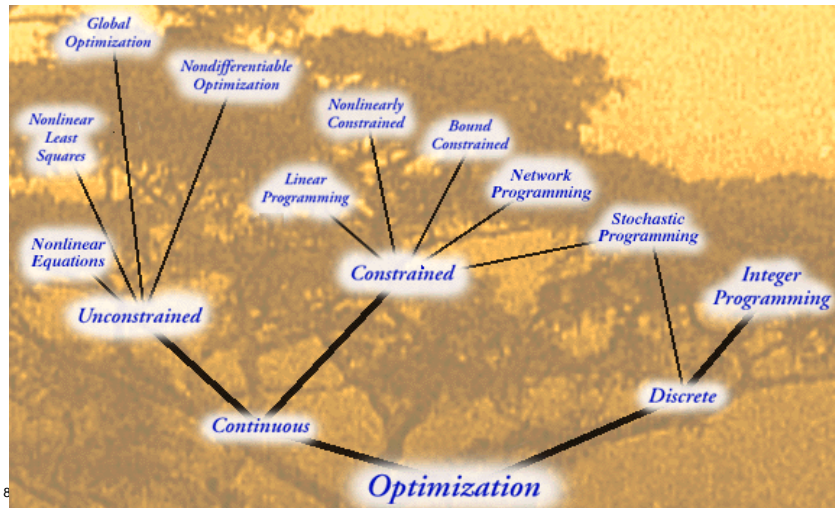 Global
Optimization
Nondifferentiable
Optimization
Nonlinear
Least
Squares
Nonlinearly
Constrained
Bound
Constrained
Linear
Programming
Network
Programming
Stochastic
Programming
Nonlinear
Equations
Constrained
Integer
Programming
Unconstrained
Discrete
Continuous
Optimization
8